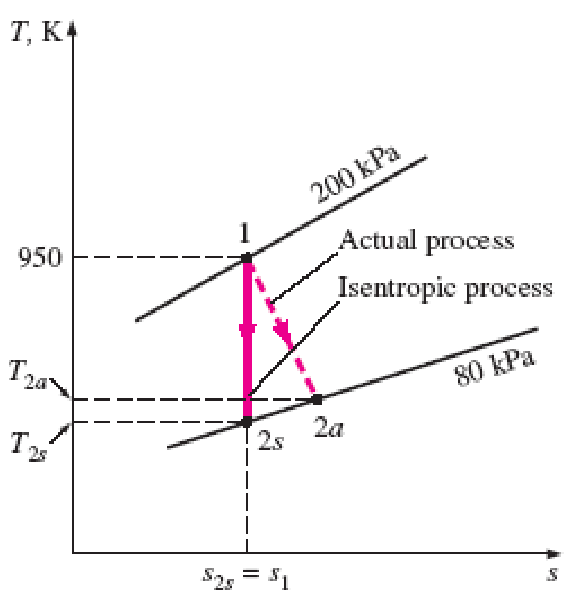 T, K
200 kPa
1
Actual process
950
Isentropic process
T2a
80 kPa
2a
T2s
2s
s2s = s1
s